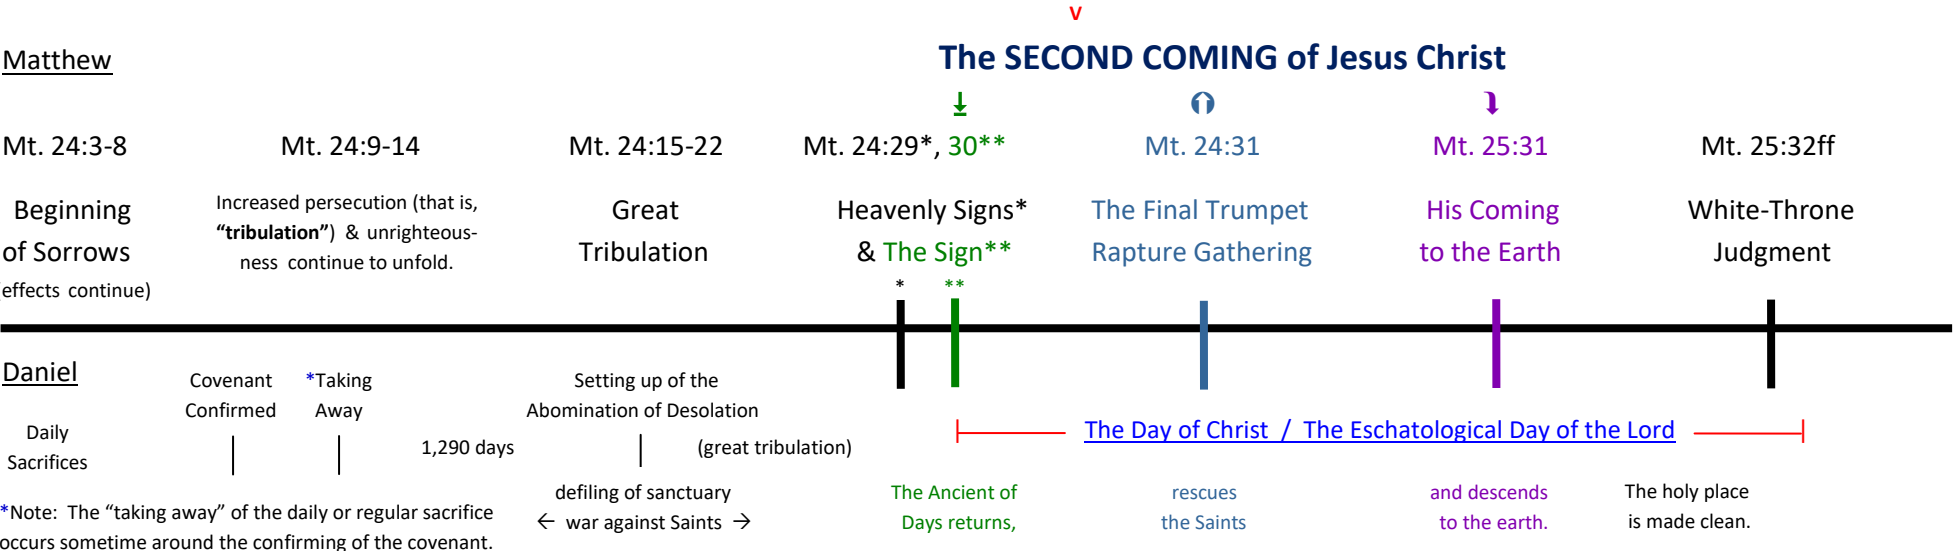 v
Matthew
The SECOND COMING of Jesus Christ
Mt. 24:3-8
Mt. 24:9-14
Mt. 24:15-22
Mt. 24:29*, 30**
Mt. 24:31
Mt. 25:31
Mt. 25:32ff
Beginning
of Sorrows
effects continue)
Increased persecution (that is,
“tribulation”) & unrighteous-
ness continue to unfold.
Great
Tribulation
Heavenly Signs*
& The Sign**
* **
The Final Trumpet
Rapture Gathering
His Coming
to the Earth
White-Throne
Judgment
Daniel
Daily
Sacrifices
Covenant
Confirmed
*Taking
Away
1,290 days
Setting up of the
Abomination of Desolation
(great tribulation)
The Day of Christ / The Eschatological Day of the Lord
*Note: The “taking away” of the daily or regular sacrifice
occurs sometime around the confirming of the covenant.
defiling of sanctuary
← war against Saints →
The Ancient of
Days returns,
rescues
the Saints
and descends
to the earth.
The holy place
is made clean.